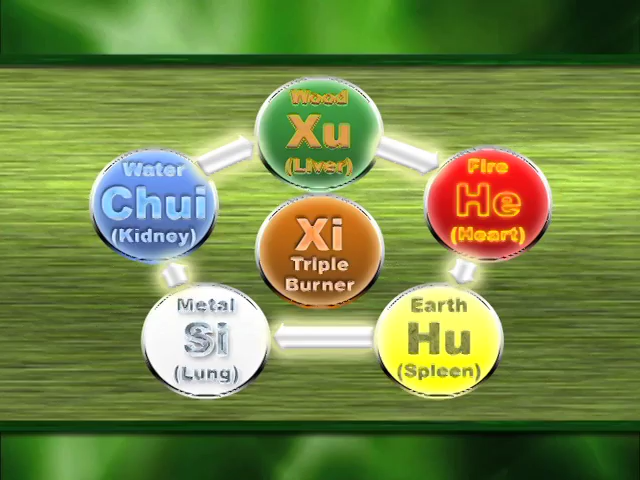 Wood
Xu
(Liver)
Fire
He
(Heart)
Earth
Hu
(Spleen)
Metal
Si
(Lung)
Water
Chui
(Kidney)
Xi
Triple
Burner